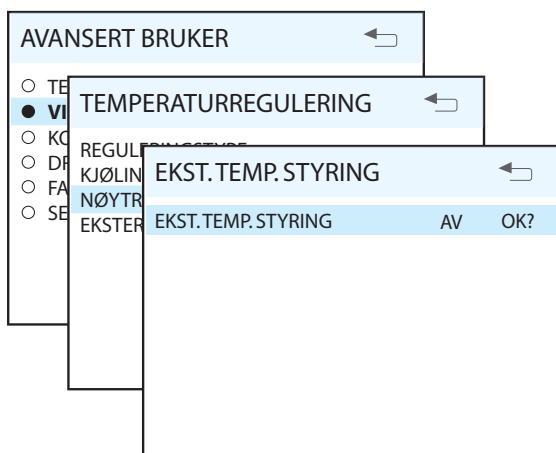 AVANSERT BRUKER
TE
VI
KO
DR
FA
SE
TEMPERATURREGULERING
KJØLIN
NØYTR
EKSTER
EKST. TEMP. STYRING
EKST. TEMP. STYRING AV OK?